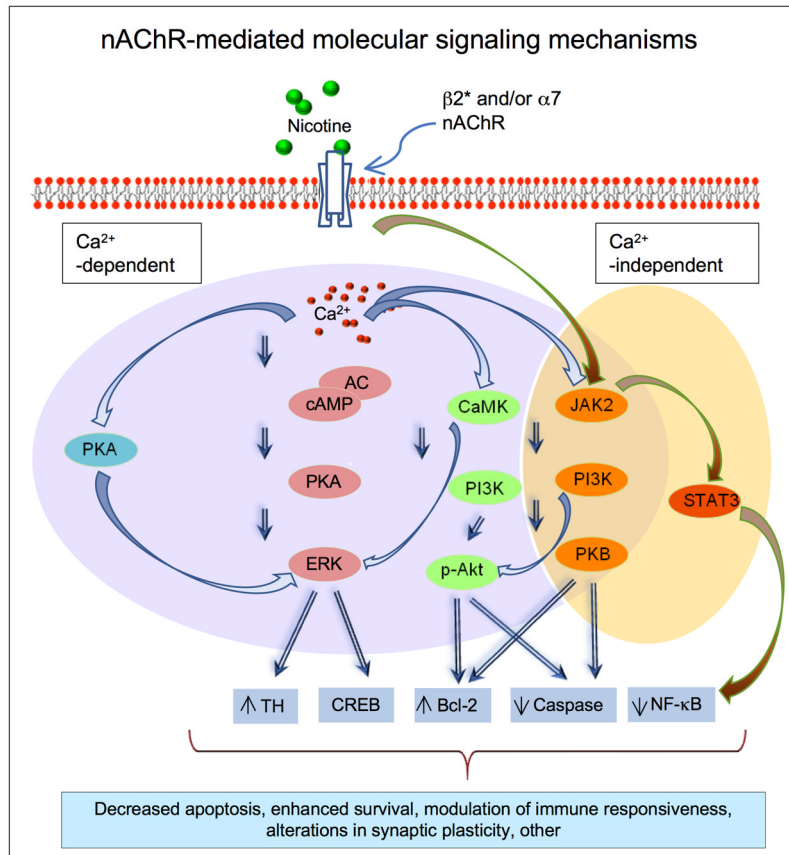 nAChR-mediated molecular signaling mechanisms
β2* and/or α7
nAChR
Nicotine
Ca²⁺
-dependent
Ca²⁺
-independent
Ca²⁺
AC
cAMP
CaMK
JAK2
PKA
PKA
PI3K
PI3K
STAT3
ERK
p-Akt
PKB
↑ TH
CREB
↑ Bcl-2
↓ Caspase
↓ NF-κB
Decreased apoptosis, enhanced survival, modulation of immune responsiveness,
alterations in synaptic plasticity, other